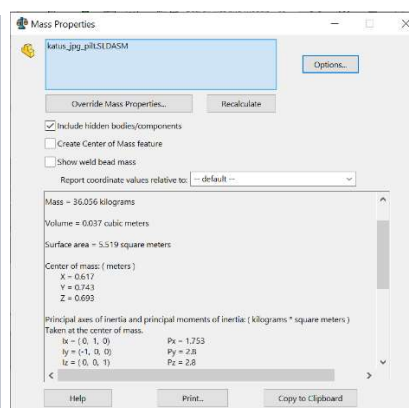 Mass Properties
katus_jpg_pilt.SLDASM
Options...
Override Mass Properties...
Recalculate
Include hidden bodies/components
Create Center of Mass feature
Show weld bead mass
Report coordinate values relative to: -- default --
Mass = 36.056 kilograms
Volume = 0.037 cubic meters
Surface area = 5.519 square meters
Center of mass: ( meters )
X = 0.617
Y = 0.743
Z = 0.693
Principal axes of inertia and principal moments of inertia: ( kilograms * square meters )
Taken at the center of mass.
Ix = ( 0, 1, 0) Px = 1.753
Iy = (-1, 0, 0) Py = 2.8
Iz = ( 0, 0, 1) Pz = 2.8
Help
Print...
Copy to Clipboard